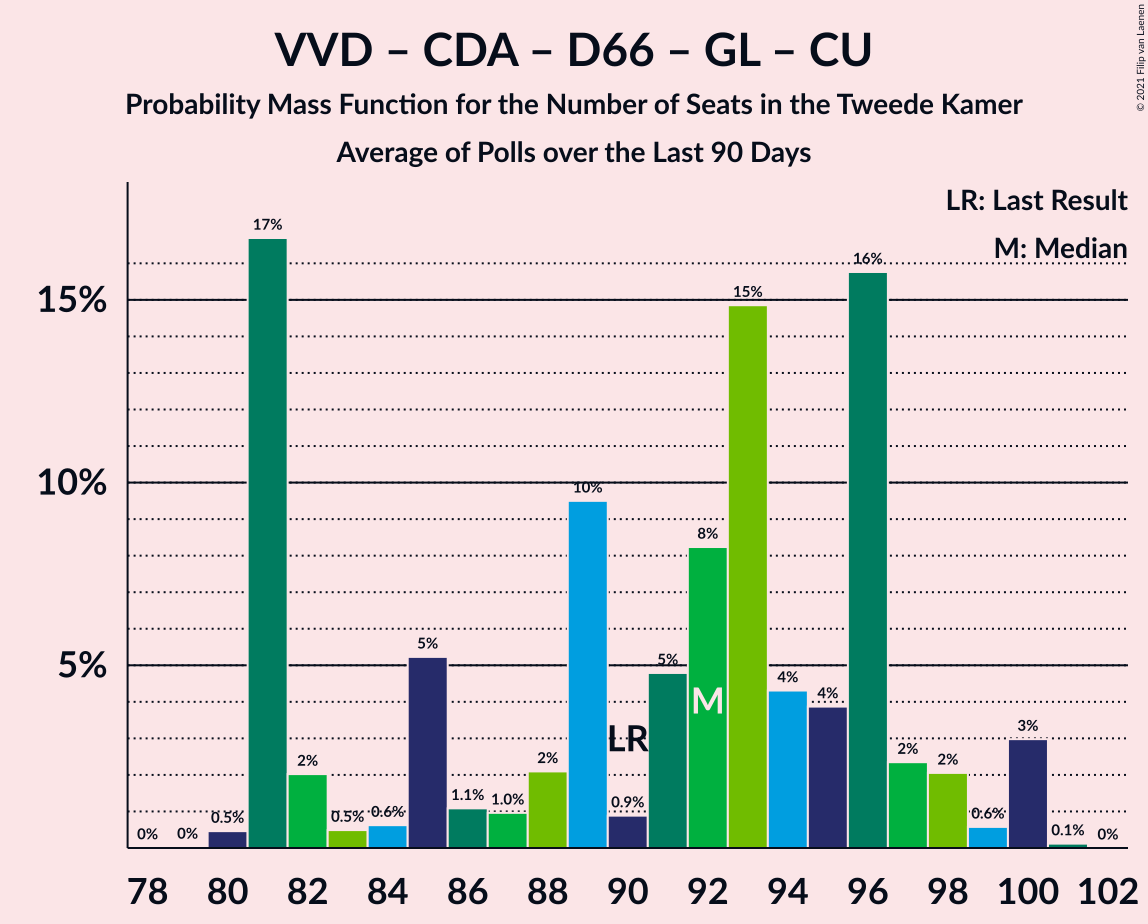 VVD – CDA – D66 – GL – CU
Probability Mass Function for the Number of Seats in the Tweede Kamer
Average of Polls over the Last 90 Days
© 2021 Filip van Laenen
LR: Last Result
M: Median
15%
10%
5%
0% 0% 0.5% 17% 2% 0.5% 0.6% 5% 1.1% 1.0% 2% 10% 0.9% 5% 8% 15% 4% 4% 16% 2% 2% 0.6% 3% 0.1% 0%
LR M
78 80 82 84 86 88 90 92 94 96 98 100 102